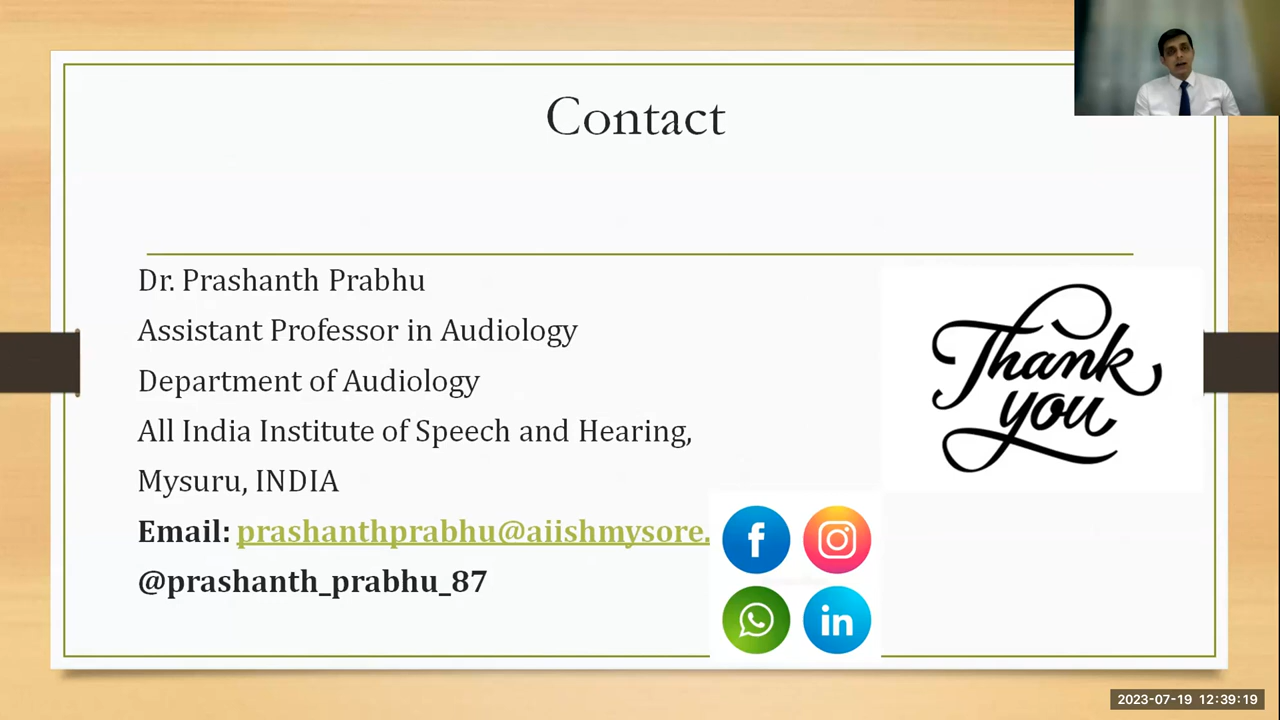 Contact
Dr. Prashanth Prabhu
Assistant Professor in Audiology
Department of Audiology
All India Institute of Speech and Hearing,
Mysuru, INDIA
Email: prashanthprabhu@aiishmysore.
@prashanth_prabhu_87
Thank
you
f
in
2023-07-19 12:39:19